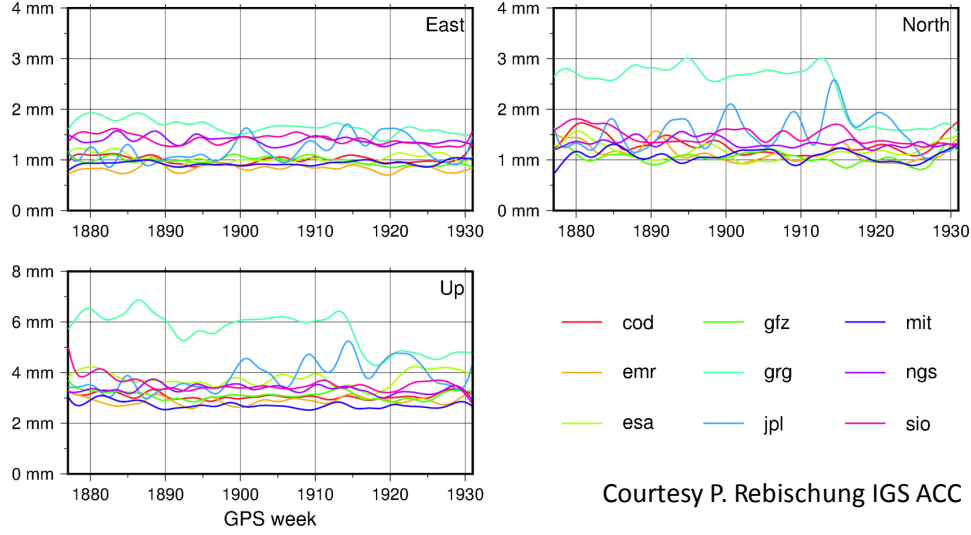 4 mm
3 mm
2 mm
1 mm
0 mm
East
1880 1890 1900 1910 1920 1930
4 mm
3 mm
2 mm
1 mm
0 mm
North
1880 1890 1900 1910 1920 1930
8 mm
6 mm
4 mm
2 mm
0 mm
Up
1880 1890 1900 1910 1920 1930
GPS week
cod gfz mit
emr grg ngs
esa jpl sio
Courtesy P. Rebischung IGS ACC